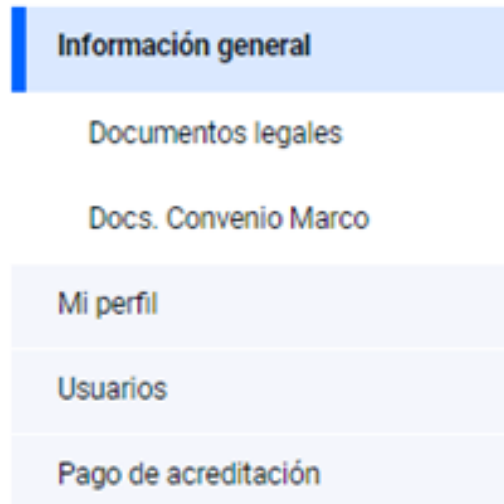 Información general
Documentos legales
Docs. Convenio Marco
Mi perfil
Usuarios
Pago de acreditación